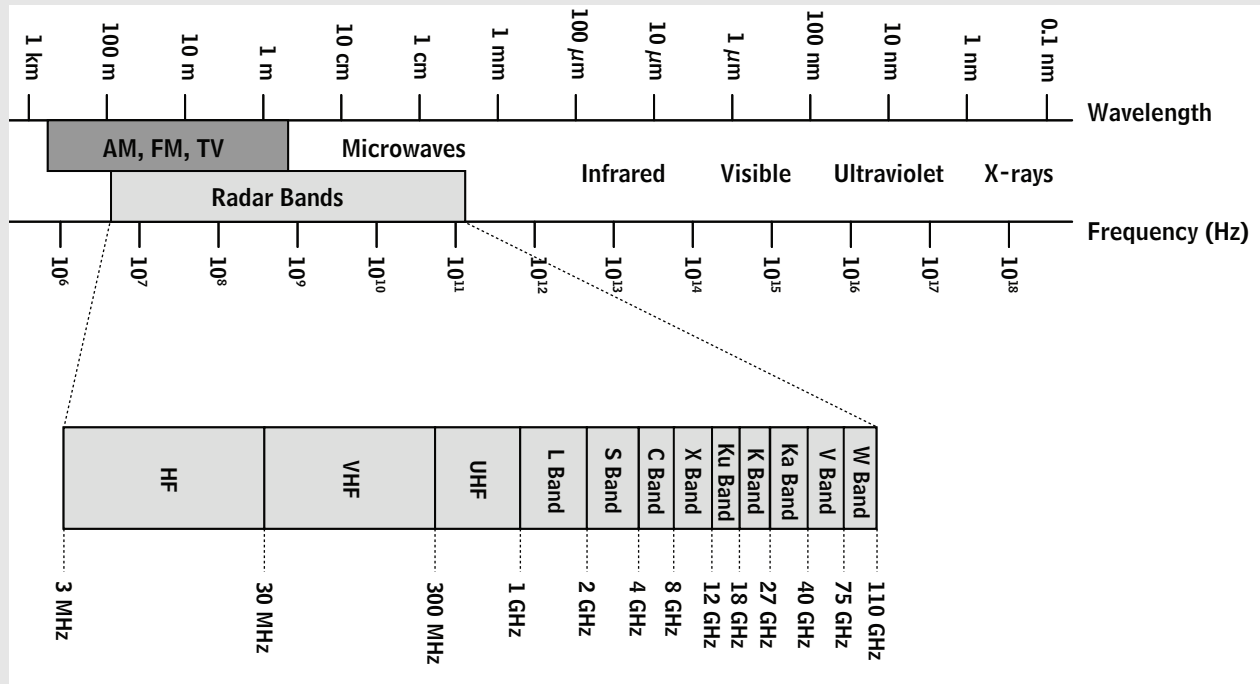 1 km
100 m
10 m
1 m
10 cm
1 cm
1 mm
100 μm
10 μm
1 μm
100 nm
10 nm
1 nm
0.1 nm
Wavelength
AM, FM, TV
Microwaves
Infrared
Visible
Ultraviolet
X-rays
Radar Bands
Frequency (Hz)
10⁶
10⁷
10⁸
10⁹
10¹⁰
10¹¹
10¹²
10¹³
10¹⁴
10¹⁵
10¹⁶
10¹⁷
10¹⁸
HF
VHF
UHF
L Band
S Band
C Band
X Band
Ku Band
K Band
Ka Band
V Band
W Band
3 MHz
30 MHz
300 MHz
1 GHz
2 GHz
4 GHz
8 GHz
12 GHz
18 GHz
27 GHz
40 GHz
75 GHz
110 GHz